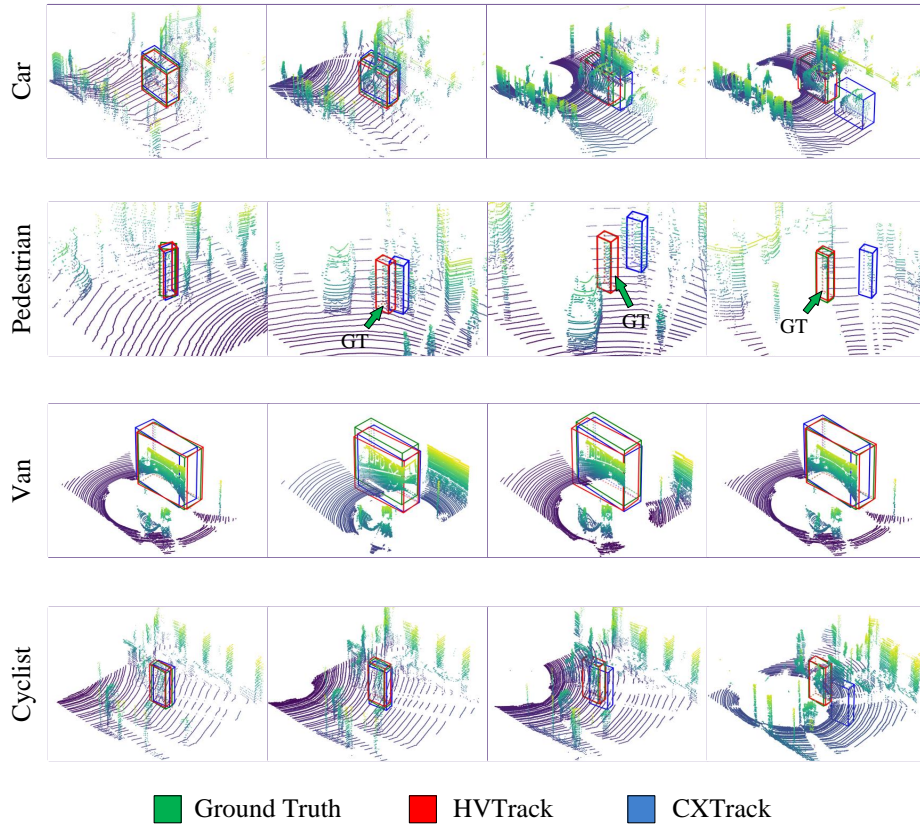 Car
Pedestrian
GT
GT
GT
Van
Cyclist
Ground Truth
HVTrack
CXTrack